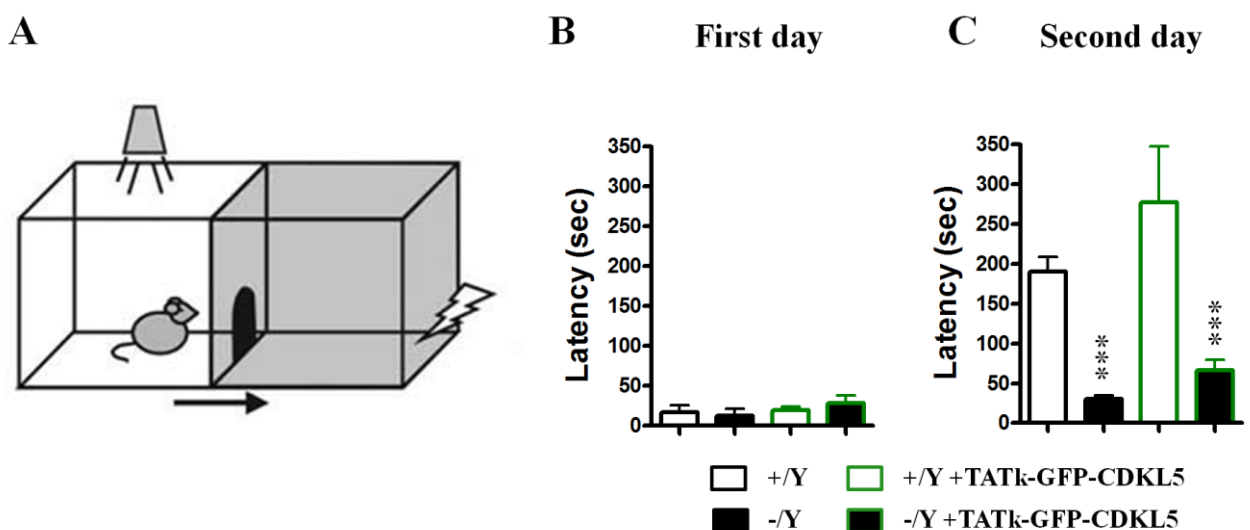 A
B First day
C Second day
Latency (sec)
350
300
250
200
150
100
50
0
Latency (sec)
350
300
250
200
150
100
50
0
***
***
+/Y
+/Y +TATk-GFP-CDKL5
-/Y
-/Y +TATk-GFP-CDKL5